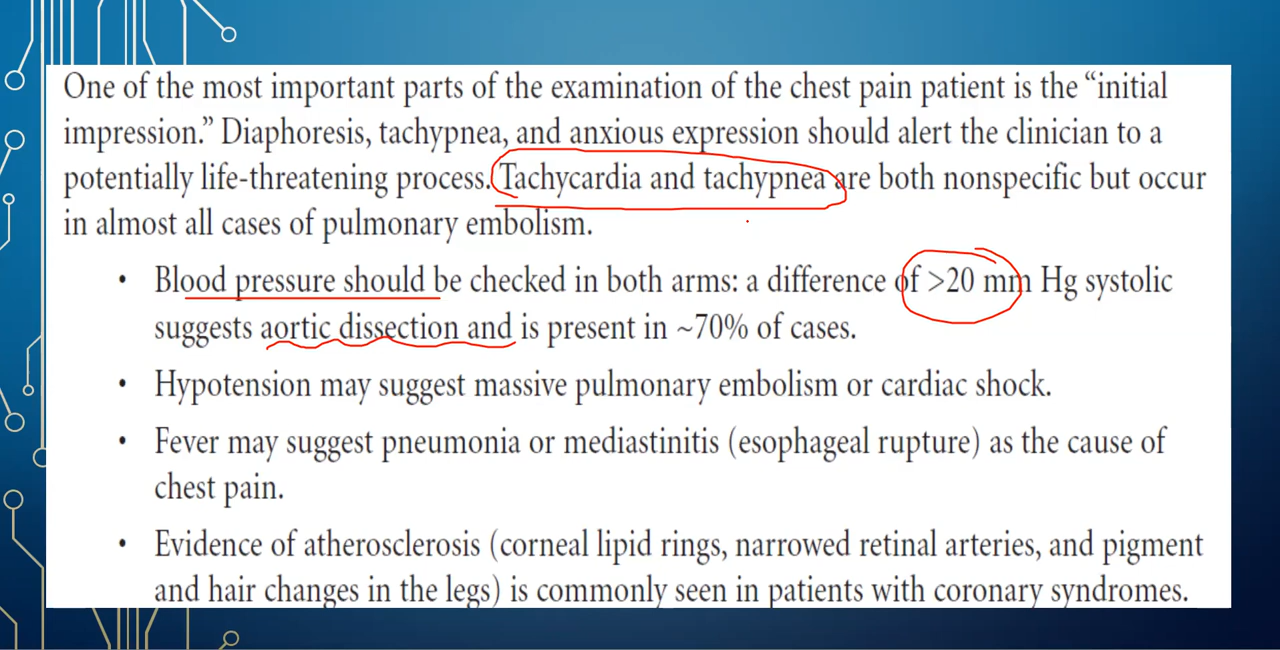 One of the most important parts of the examination of the chest pain patient is the “initial
impression.” Diaphoresis, tachypnea, and anxious expression should alert the clinician to a
potentially life-threatening process. Tachycardia and tachypnea are both nonspecific but occur
in almost all cases of pulmonary embolism.
• Blood pressure should be checked in both arms: a difference of >20 mm Hg systolic
suggests aortic dissection and is present in ~70% of cases.
• Hypotension may suggest massive pulmonary embolism or cardiac shock.
• Fever may suggest pneumonia or mediastinitis (esophageal rupture) as the cause of
chest pain.
• Evidence of atherosclerosis (corneal lipid rings, narrowed retinal arteries, and pigment
and hair changes in the legs) is commonly seen in patients with coronary syndromes.